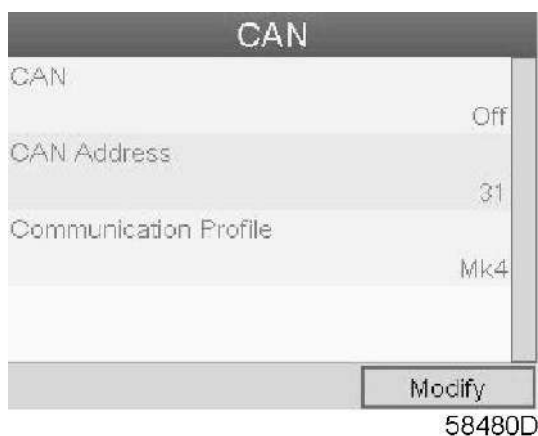 CAN
CAN
Off
CAN Address
31
Communication Profile
Mk4
Modify
58480D